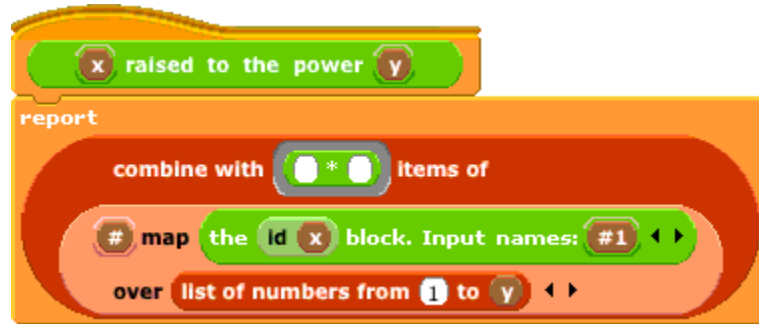 x raised to the power y
report
combine with * items of
# map the id x block. Input names: #1
over list of numbers from 1 to y